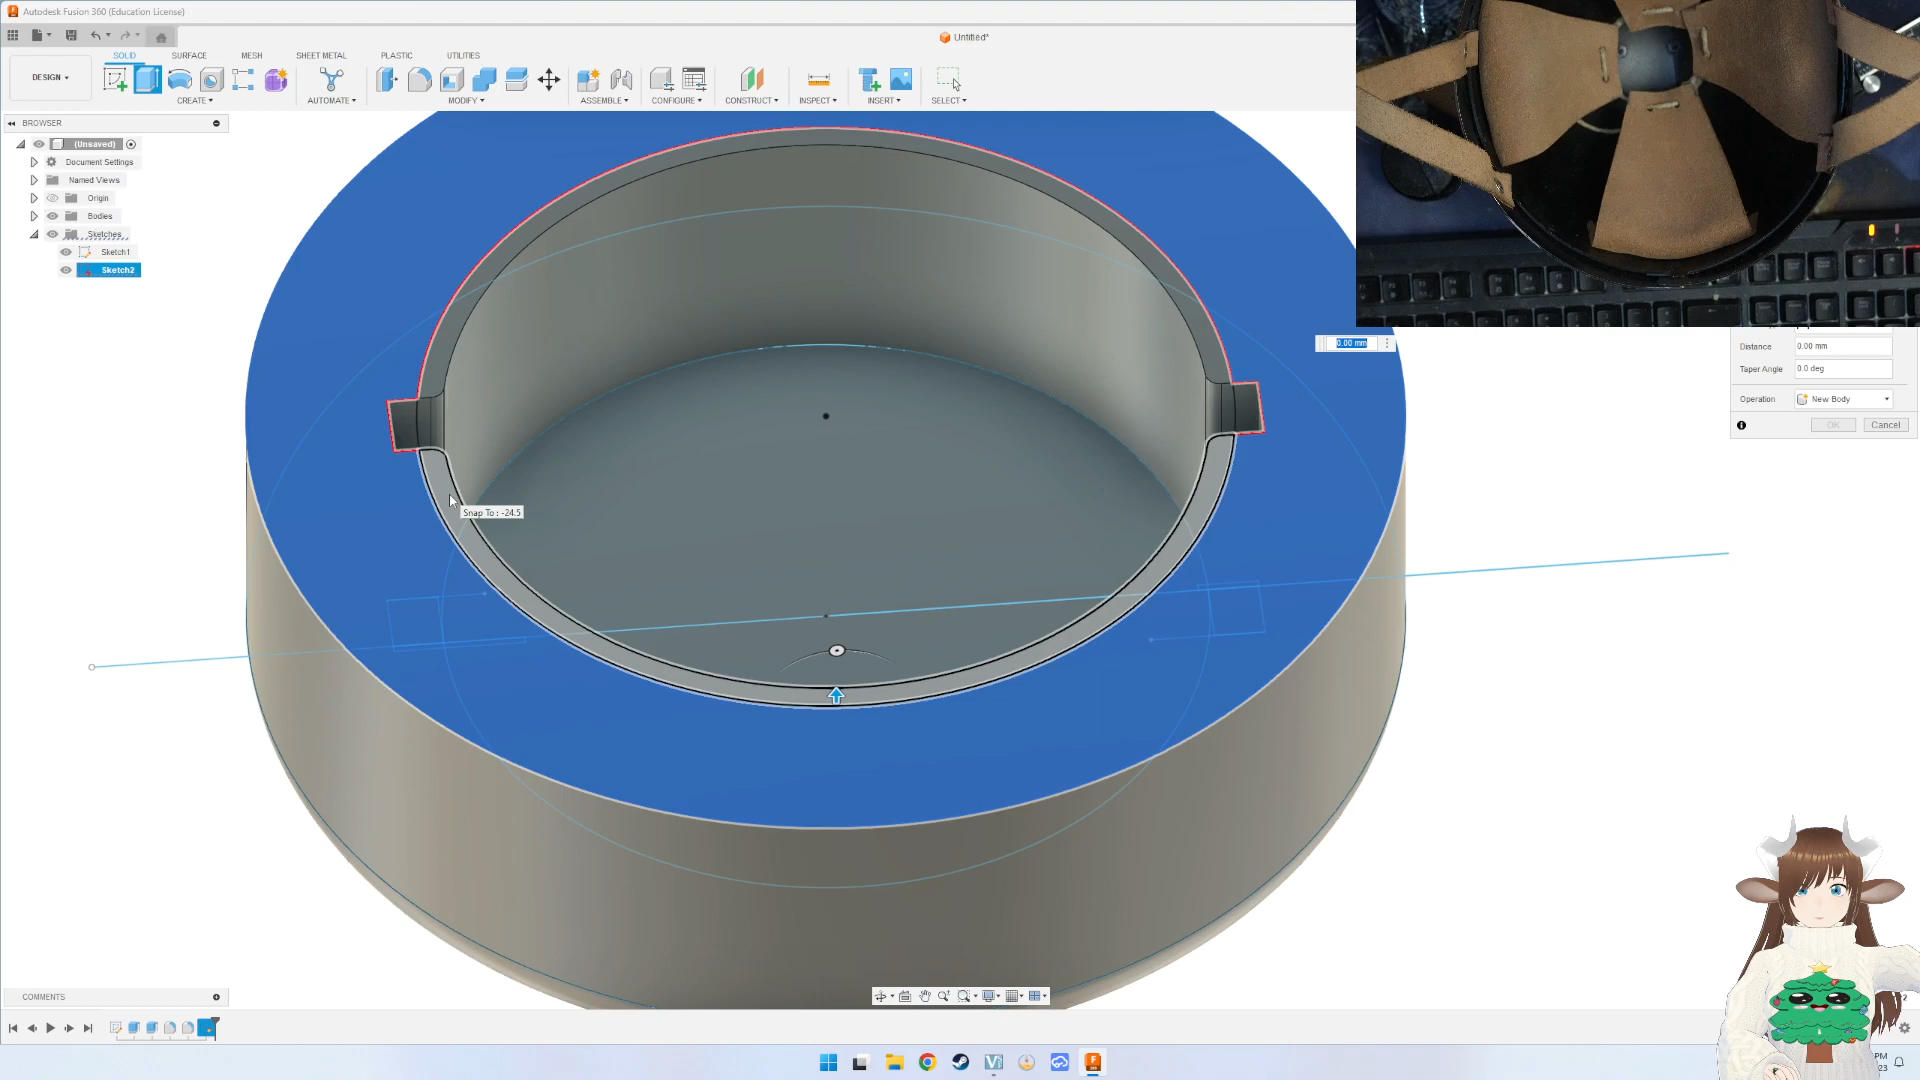 Autodesk Fusion 360 (Education License)
Untitled*
SOLID SURFACE MESH SHEET METAL PLASTIC UTILITIES
DESIGN
CREATE AUTOMATE MODIFY ASSEMBLE CONFIGURE CONSTRUCT INSPECT INSERT SELECT
BROWSER
(Unsaved)
Document Settings
Named Views
Origin
Bodies
Sketches
Sketch1
Sketch2
0.00 mm
Distance 0.00 mm
Taper Angle 0.0 deg
Operation New Body
OK Cancel
Snap To : -24.5
COMMENTS
PM
23